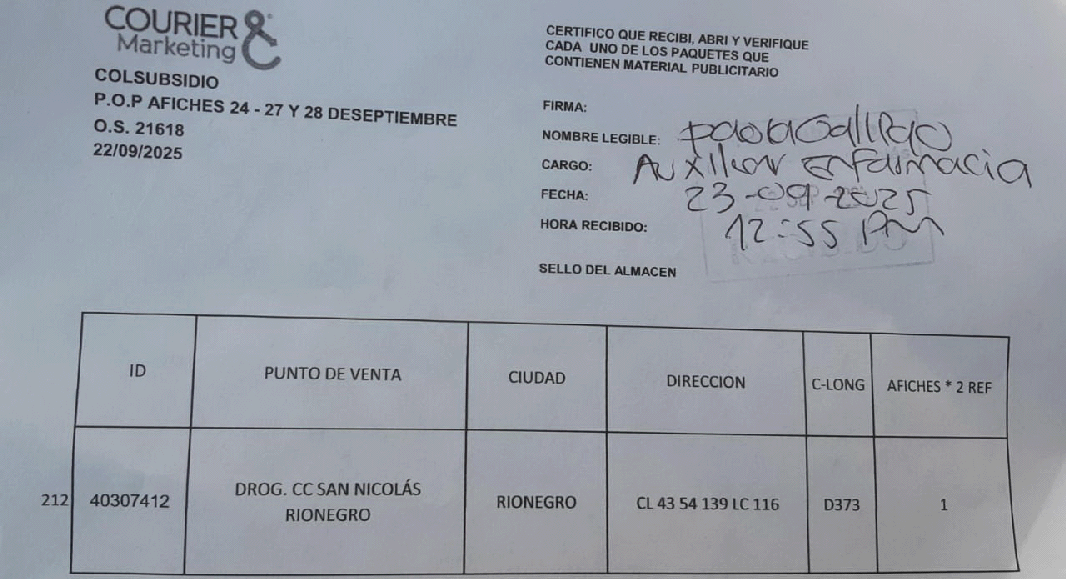 COURIER
Marketing
COLSUBSIDIO
P.O.P AFICHES 24 - 27 Y 28 DESEPTIEMBRE
O.S. 21618
22/09/2025
CERTIFICO QUE RECIBI, ABRI Y VERIFIQUE
CADA UNO DE LOS PAQUETES QUE
CONTIENEN MATERIAL PUBLICITARIO
FIRMA:
NOMBRE LEGIBLE:
CARGO: Auxiliar en farmacia
FECHA: 23-09-2025
HORA RECIBIDO: 12:55 PM
SELLO DEL ALMACEN
ID PUNTO DE VENTA CIUDAD DIRECCION C-LONG AFICHES * 2 REF
212 40307412 DROG. CC SAN NICOLÁS RIONEGRO RIONEGRO CL 43 54 139 LC 116 D373 1